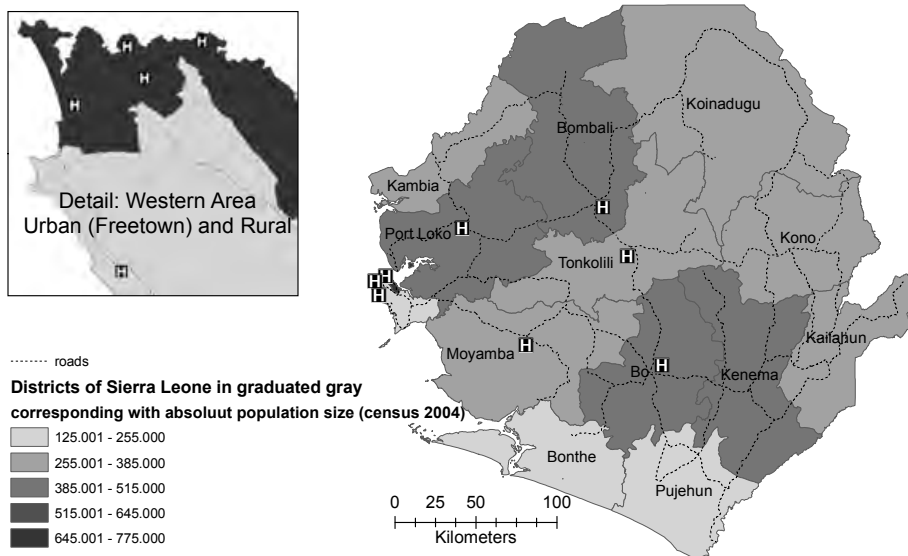 H
H
H
H
Detail: Western Area
Urban (Freetown) and Rural
H
Koinadugu
Bombali
Kambia
H
Port Loko
H
Kono
Tonkolili
H
H
H
H
Kailahun
Moyamba
H
Bo
H
Kenema
Bonthe
Pujehun
roads
Districts of Sierra Leone in graduated gray
corresponding with absoluut population size (census 2004)
125.001 - 255.000
255.001 - 385.000
385.001 - 515.000
515.001 - 645.000
645.001 - 775.000
0 25 50 100
Kilometers